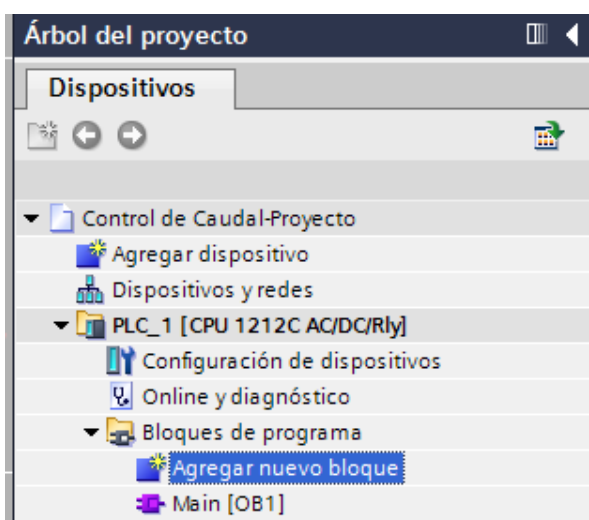 Árbol del proyecto
Dispositivos
Control de Caudal-Proyecto
Agregar dispositivo
Dispositivos y redes
PLC_1 [CPU 1212C AC/DC/Rly]
Configuración de dispositivos
Online y diagnóstico
Bloques de programa
Agregar nuevo bloque
Main [OB1]